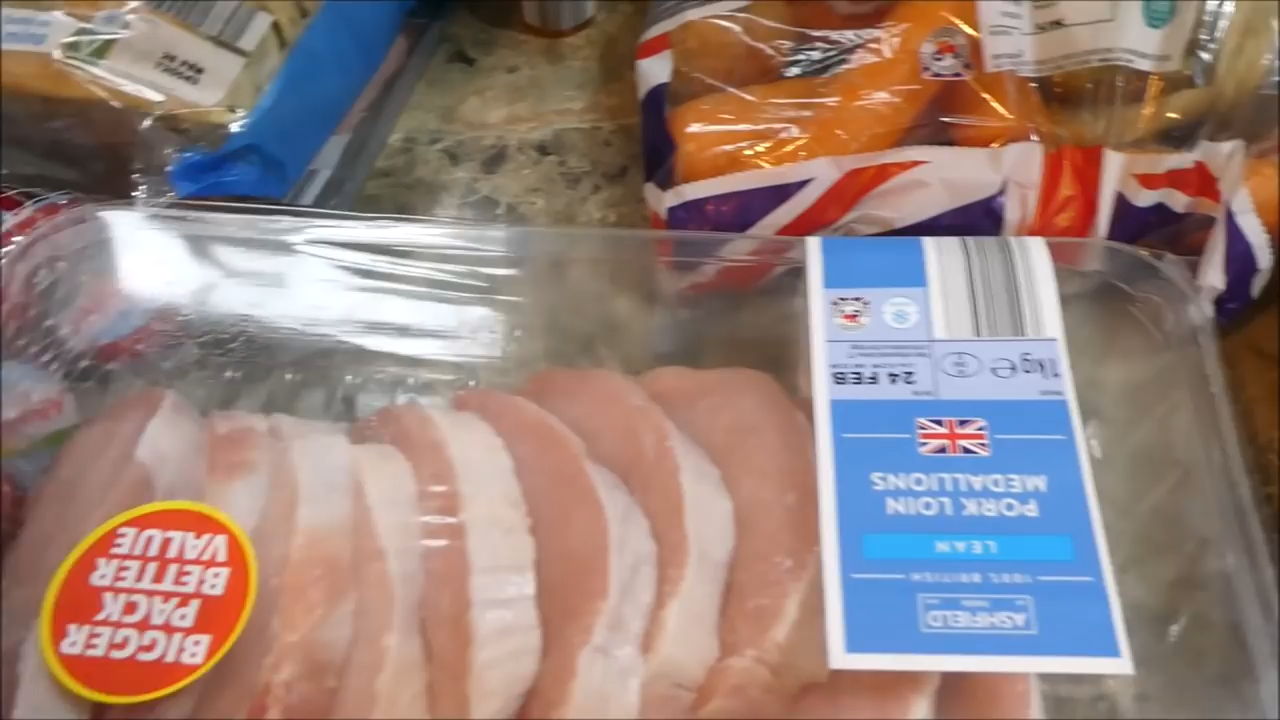 ASHFIELD
100% BRITISH
LEAN
PORK LOIN
MEDALLIONS
24 FEB
1kg e
BIGGER
PACK
BETTER
VALUE